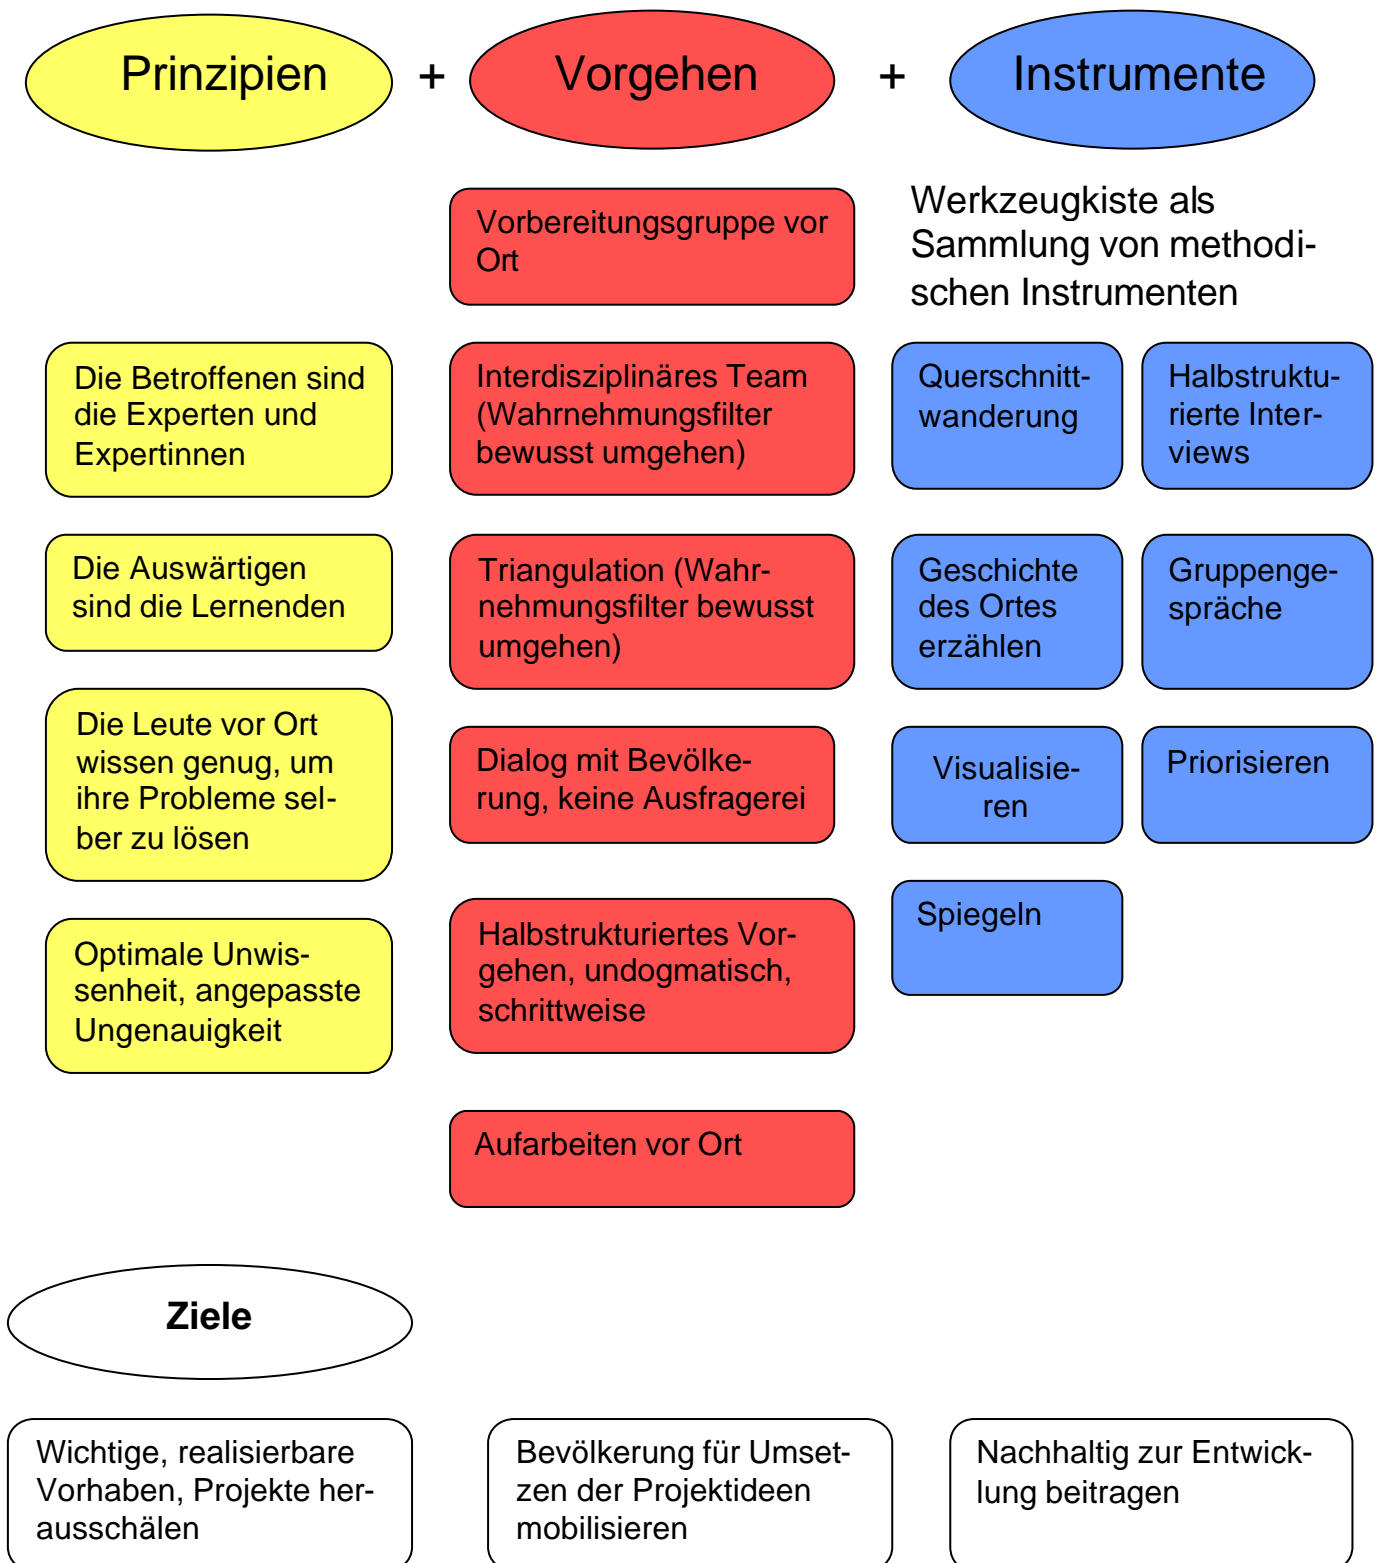 Prinzipien + Vorgehen + Instrumente
Vorbereitungsgruppe vor
Ort
Werkzeugkiste als
Sammlung von methodi-
schen Instrumenten
Die Betroffenen sind
die Experten und
Expertinnen
Interdisziplinäres Team
(Wahrnehmungsfilter
bewusst umgehen)
Querschnitt-
wanderung
Halbstruktu-
rierte Inter-
views
Die Auswärtigen
sind die Lernenden
Triangulation (Wahr-
nehmungsfilter bewusst
umgehen)
Geschichte
des Ortes
erzählen
Gruppenge-
spräche
Die Leute vor Ort
wissen genug, um
ihre Probleme sel-
ber zu lösen
Dialog mit Bevölke-
rung, keine Ausfragerei
Visualisie-
ren
Priorisieren
Optimale Unwis-
senheit, angepasste
Ungenauigkeit
Halbstrukturiertes Vor-
gehen, undogmatisch,
schrittweise
Spiegeln
Aufarbeiten vor Ort
Ziele
Wichtige, realisierbare
Vorhaben, Projekte her-
ausschälen
Bevölkerung für Umset-
zen der Projektideen
mobilisieren
Nachhaltig zur Entwick-
lung beitragen